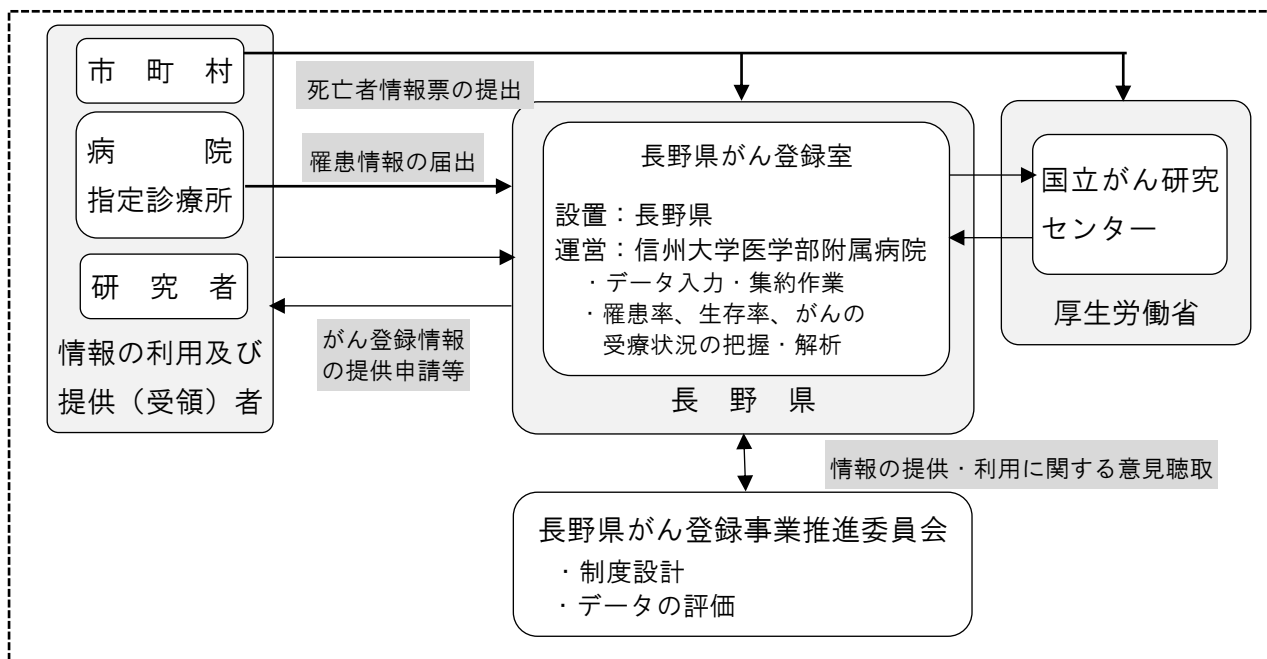 市 町 村
死亡者情報票の提出
病 院
指定診療所
罹患情報の届出
研 究 者
情報の利用及び
提供（受領）者
がん登録情報
の提供申請等
長野県がん登録室
設置：長野県
運営：信州大学医学部附属病院
・データ入力・集約作業
・罹患率、生存率、がんの
受療状況の把握・解析
長 野 県
国立がん研究
センター
厚生労働省
情報の提供・利用に関する意見聴取
長野県がん登録事業推進委員会
・制度設計
・データの評価